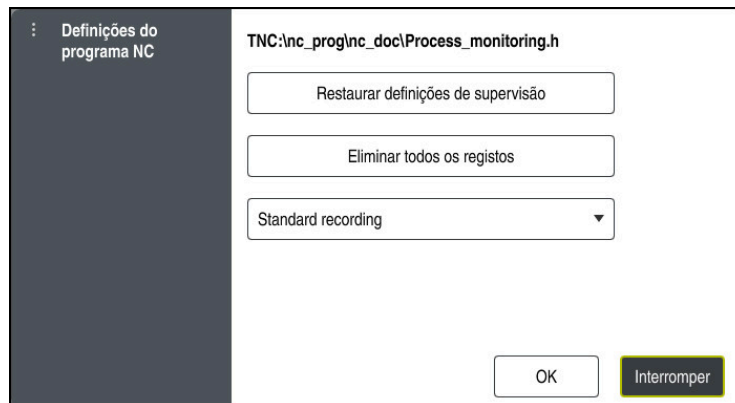 Definições do
programa NC
TNC:\nc_prog\nc_doc\Process_monitoring.h
Restaurar definições de supervisão
Eliminar todos os registos
Standard recording
OK
Interromper